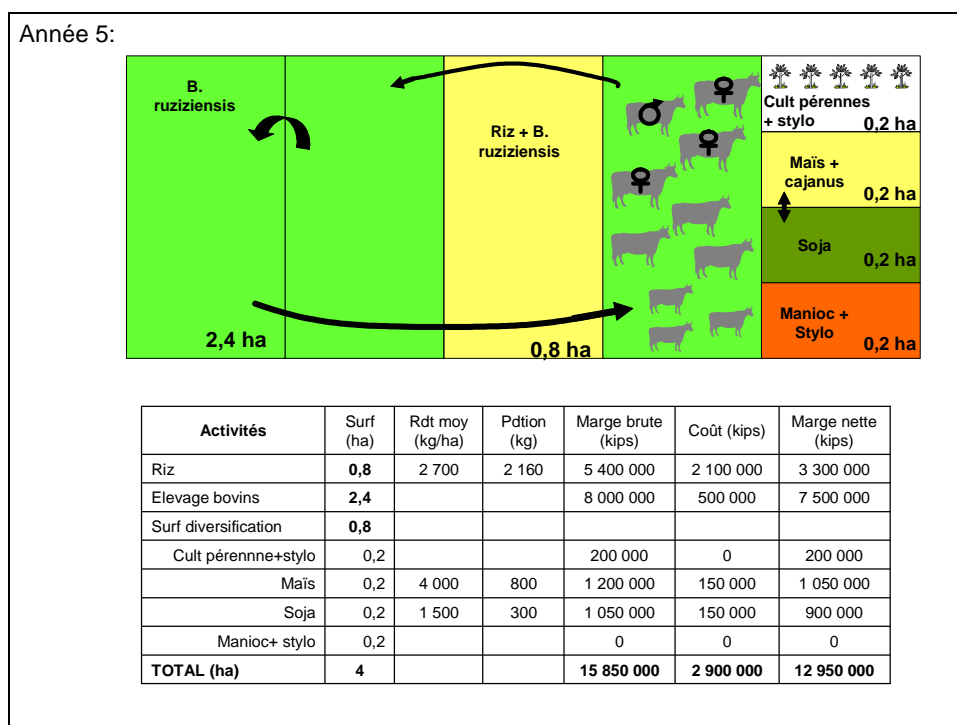 Année 5:
B.
ruziziensis
Riz + B.
ruziziensis
2,4 ha
0,8 ha
Cult pérennes
+ stylo
0,2 ha
Maïs +
cajanus
0,2 ha
Soja
0,2 ha
Manioc +
Stylo
0,2 ha
Activités Surf (ha) Rdt moy (kg/ha) Pdtion (kg) Marge brute (kips) Coût (kips) Marge nette (kips)
Riz 0,8 2 700 2 160 5 400 000 2 100 000 3 300 000
Elevage bovins 2,4 8 000 000 500 000 7 500 000
Surf diversification 0,8
Cult pérennne+stylo 0,2 200 000 0 200 000
Maïs 0,2 4 000 800 1 200 000 150 000 1 050 000
Soja 0,2 1 500 300 1 050 000 150 000 900 000
Manioc+ stylo 0,2 0 0 0
TOTAL (ha) 4 15 850 000 2 900 000 12 950 000